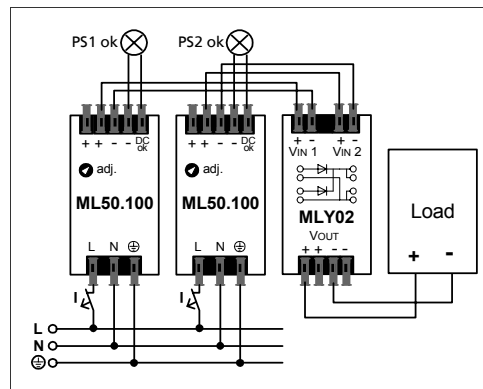 PS1 ok PS2 ok
+ + - - DC ok
+ + - - DC ok
+ - + -
VIN 1 VIN 2
adj.
adj.
ML50.100
ML50.100
MLY02
Load
L N
L N
VOUT
+ + - -
+ -
I
I
L
N